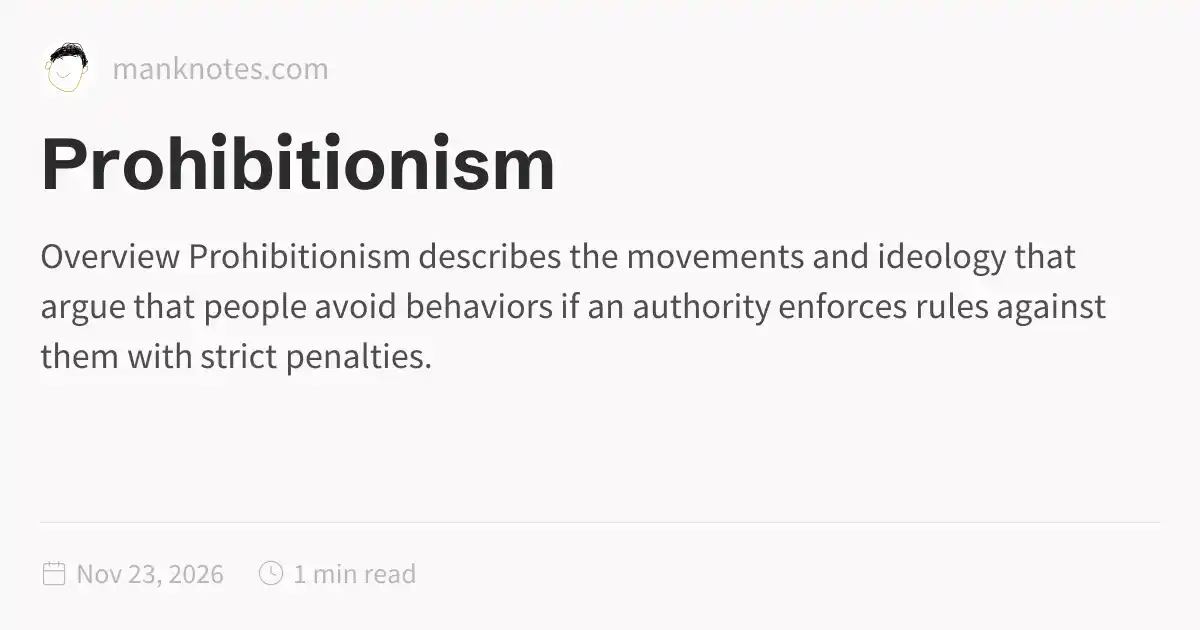 manknotes.com
Prohibitionism
Overview Prohibitionism describes the movements and ideology that
argue that people avoid behaviors if an authority enforces rules against
them with strict penalties.
Nov 23, 2026 1 min read